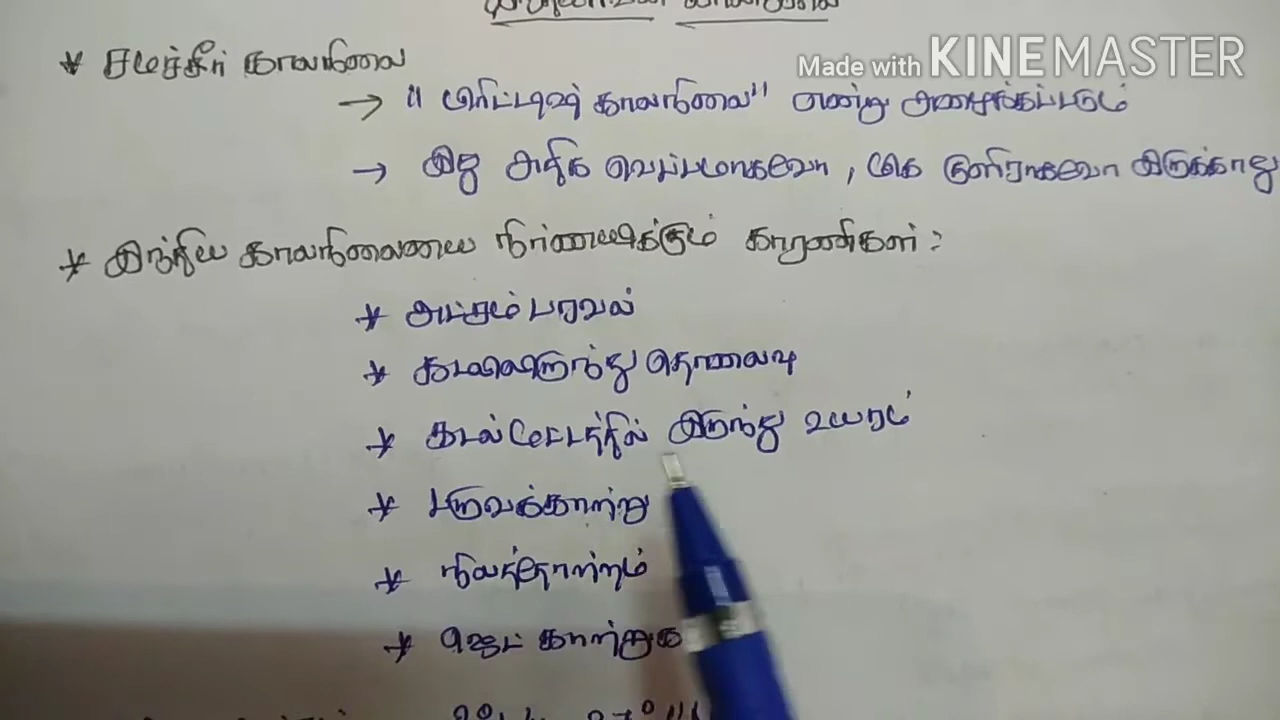 Made with KINEMASTER
* சமச்சீர் காலநிலை
→ "பிரிட்டிஷ் காலநிலை" என்று அழைக்கப்படும்
→ இது அதிக வெப்பமாகவோ, குளிராகவோ இருக்காது
* இந்திய காலநிலையை நிர்ணயிக்கும் காரணிகள் :
* அட்சப் பரவல்
* கடலிலிருந்து தொலைவு
* கடல் மட்டத்தில் இருந்து உயரம்
* பருவக்காற்று
* நிலத்தோற்றம்
* ஜெட் காற்றுக